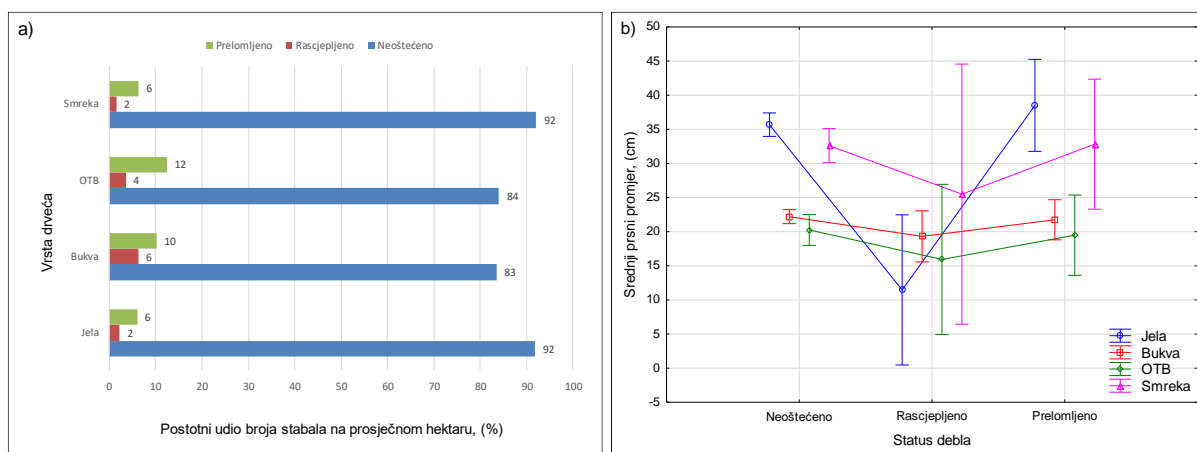 a)
Prelomljeno Rascjepljeno Neoštećeno
Vrsta drveća
Smreka
6
2
92
OTB
12
4
84
Bukva
10
6
83
Jela
6
2
92
0 10 20 30 40 50 60 70 80 90 100
Postotni udio broja stabala na prosječnom hektaru, (%)
b)
Srednji prsni promjer, (cm)
50
45
40
35
30
25
20
15
10
5
0
-5
Jela
Bukva
OTB
Smreka
Neoštećeno Rascjepljeno Prelomljeno
Status debla